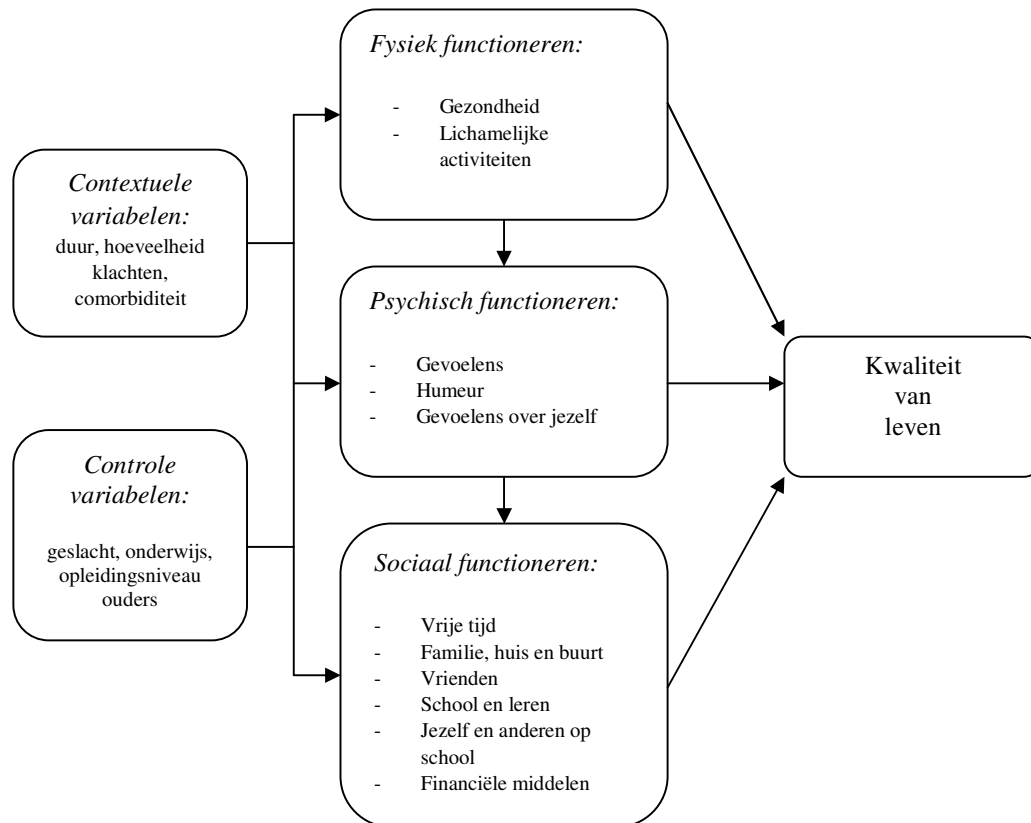 Fysiek functioneren:
- Gezondheid
- Lichamelijke
activiteiten
Contextuele
variabelen:
duur, hoeveelheid
klachten,
comorbiditeit
Psychisch functioneren:
- Gevoelens
- Humeur
- Gevoelens over jezelf
Kwaliteit
van
leven
Controle
variabelen:
geslacht, onderwijs,
opleidingsniveau
ouders
Sociaal functioneren:
- Vrije tijd
- Familie, huis en buurt
- Vrienden
- School en leren
- Jezelf en anderen op
school
- Financiële middelen